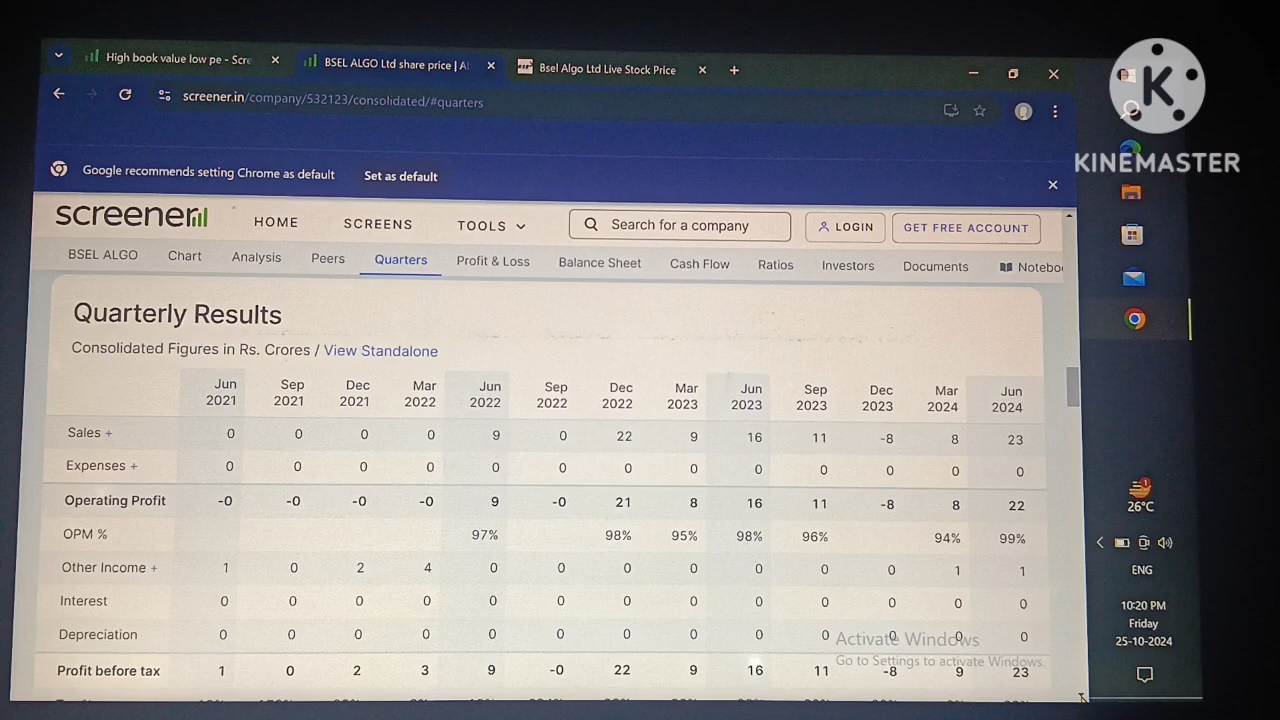 High book value low pe - Scre
BSEL ALGO Ltd share price | A
Bsel Algo Ltd Live Stock Price
screener.in/company/532123/consolidated/#quarters
K
KINEMASTER
Google recommends setting Chrome as default Set as default
screener
HOME SCREENS TOOLS Search for a company LOGIN GET FREE ACCOUNT
BSEL ALGO Chart Analysis Peers Quarters Profit & Loss Balance Sheet Cash Flow Ratios Investors Documents Notebo
Quarterly Results
Consolidated Figures in Rs. Crores / View Standalone
Jun Sep Dec Mar Jun Sep Dec Mar Jun Sep Dec Mar Jun
2021 2021 2021 2022 2022 2022 2022 2023 2023 2023 2023 2024 2024
Sales + 0 0 0 0 9 0 22 9 16 11 -8 8 23
Expenses + 0 0 0 0 0 0 0 0 0 0 0 0 0
Operating Profit -0 -0 -0 -0 9 -0 21 8 16 11 -8 8 22
OPM % 97% 98% 95% 98% 96% 94% 99%
Other Income + 1 0 2 4 0 0 0 0 0 0 0 1 1
Interest 0 0 0 0 0 0 0 0 0 0 0 0 0
Depreciation 0 0 0 0 0 0 0 0 0 0 0 0 0
Profit before tax 1 0 2 3 9 -0 22 9 16 11 -8 9 23
Activate Windows
Go to Settings to activate Windows.
1
26°C
ENG
10:20 PM
Friday
25-10-2024